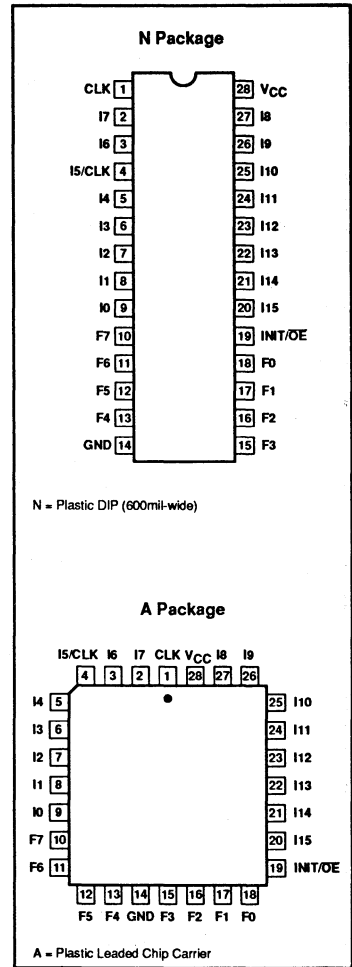 N Package
CLK 1 28 VCC
I7 2 27 I8
I6 3 26 I9
I5/CLK 4 25 I10
I4 5 24 I11
I3 6 23 I12
I2 7 22 I13
I1 8 21 I14
I0 9 20 I15
F7 10 19 INIT/OE
F6 11 18 F0
F5 12 17 F1
F4 13 16 F2
GND 14 15 F3
N = Plastic DIP (600mil-wide)
A Package
I5/CLK I6 I7 CLK VCC I8 I9
4 3 2 1 28 27 26
I4 5 25 I10
I3 6 24 I11
I2 7 23 I12
I1 8 22 I13
I0 9 21 I14
F7 10 20 I15
F6 11 19 INIT/OE
12 13 14 15 16 17 18
F5 F4 GND F3 F2 F1 F0
A = Plastic Leaded Chip Carrier